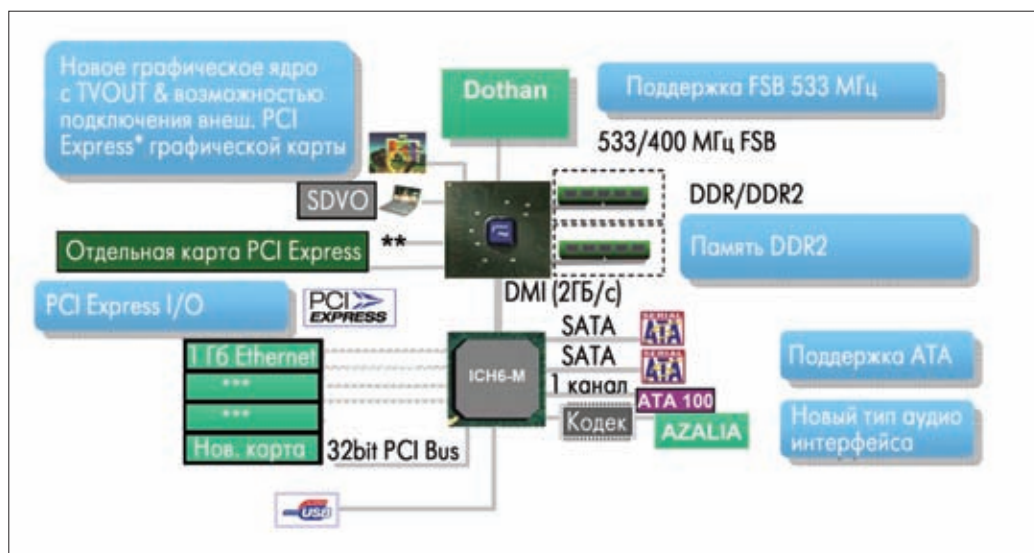 Новое графическое ядро
с TVOUT & возможностью
подключения внеш. PCI
Express* графической карты
Dothan
Поддержка FSB 533 МГц
533/400 МГц FSB
SDVO
DDR/DDR2
**
Отдельная карта PCI Express
Память DDR2
DMI (2ГБ/с)
PCI Express I/O
PCI
EXPRESS
SATA
SERIAL
ATA
1 Гб Ethernet
ICH6-M
SATA
SERIAL
ATA
Поддержка ATA
***
1 канал
ATA 100
***
Кодек
AZALIA
Новый тип аудио
интерфейса
Нов. карта
32bit PCI Bus
USB